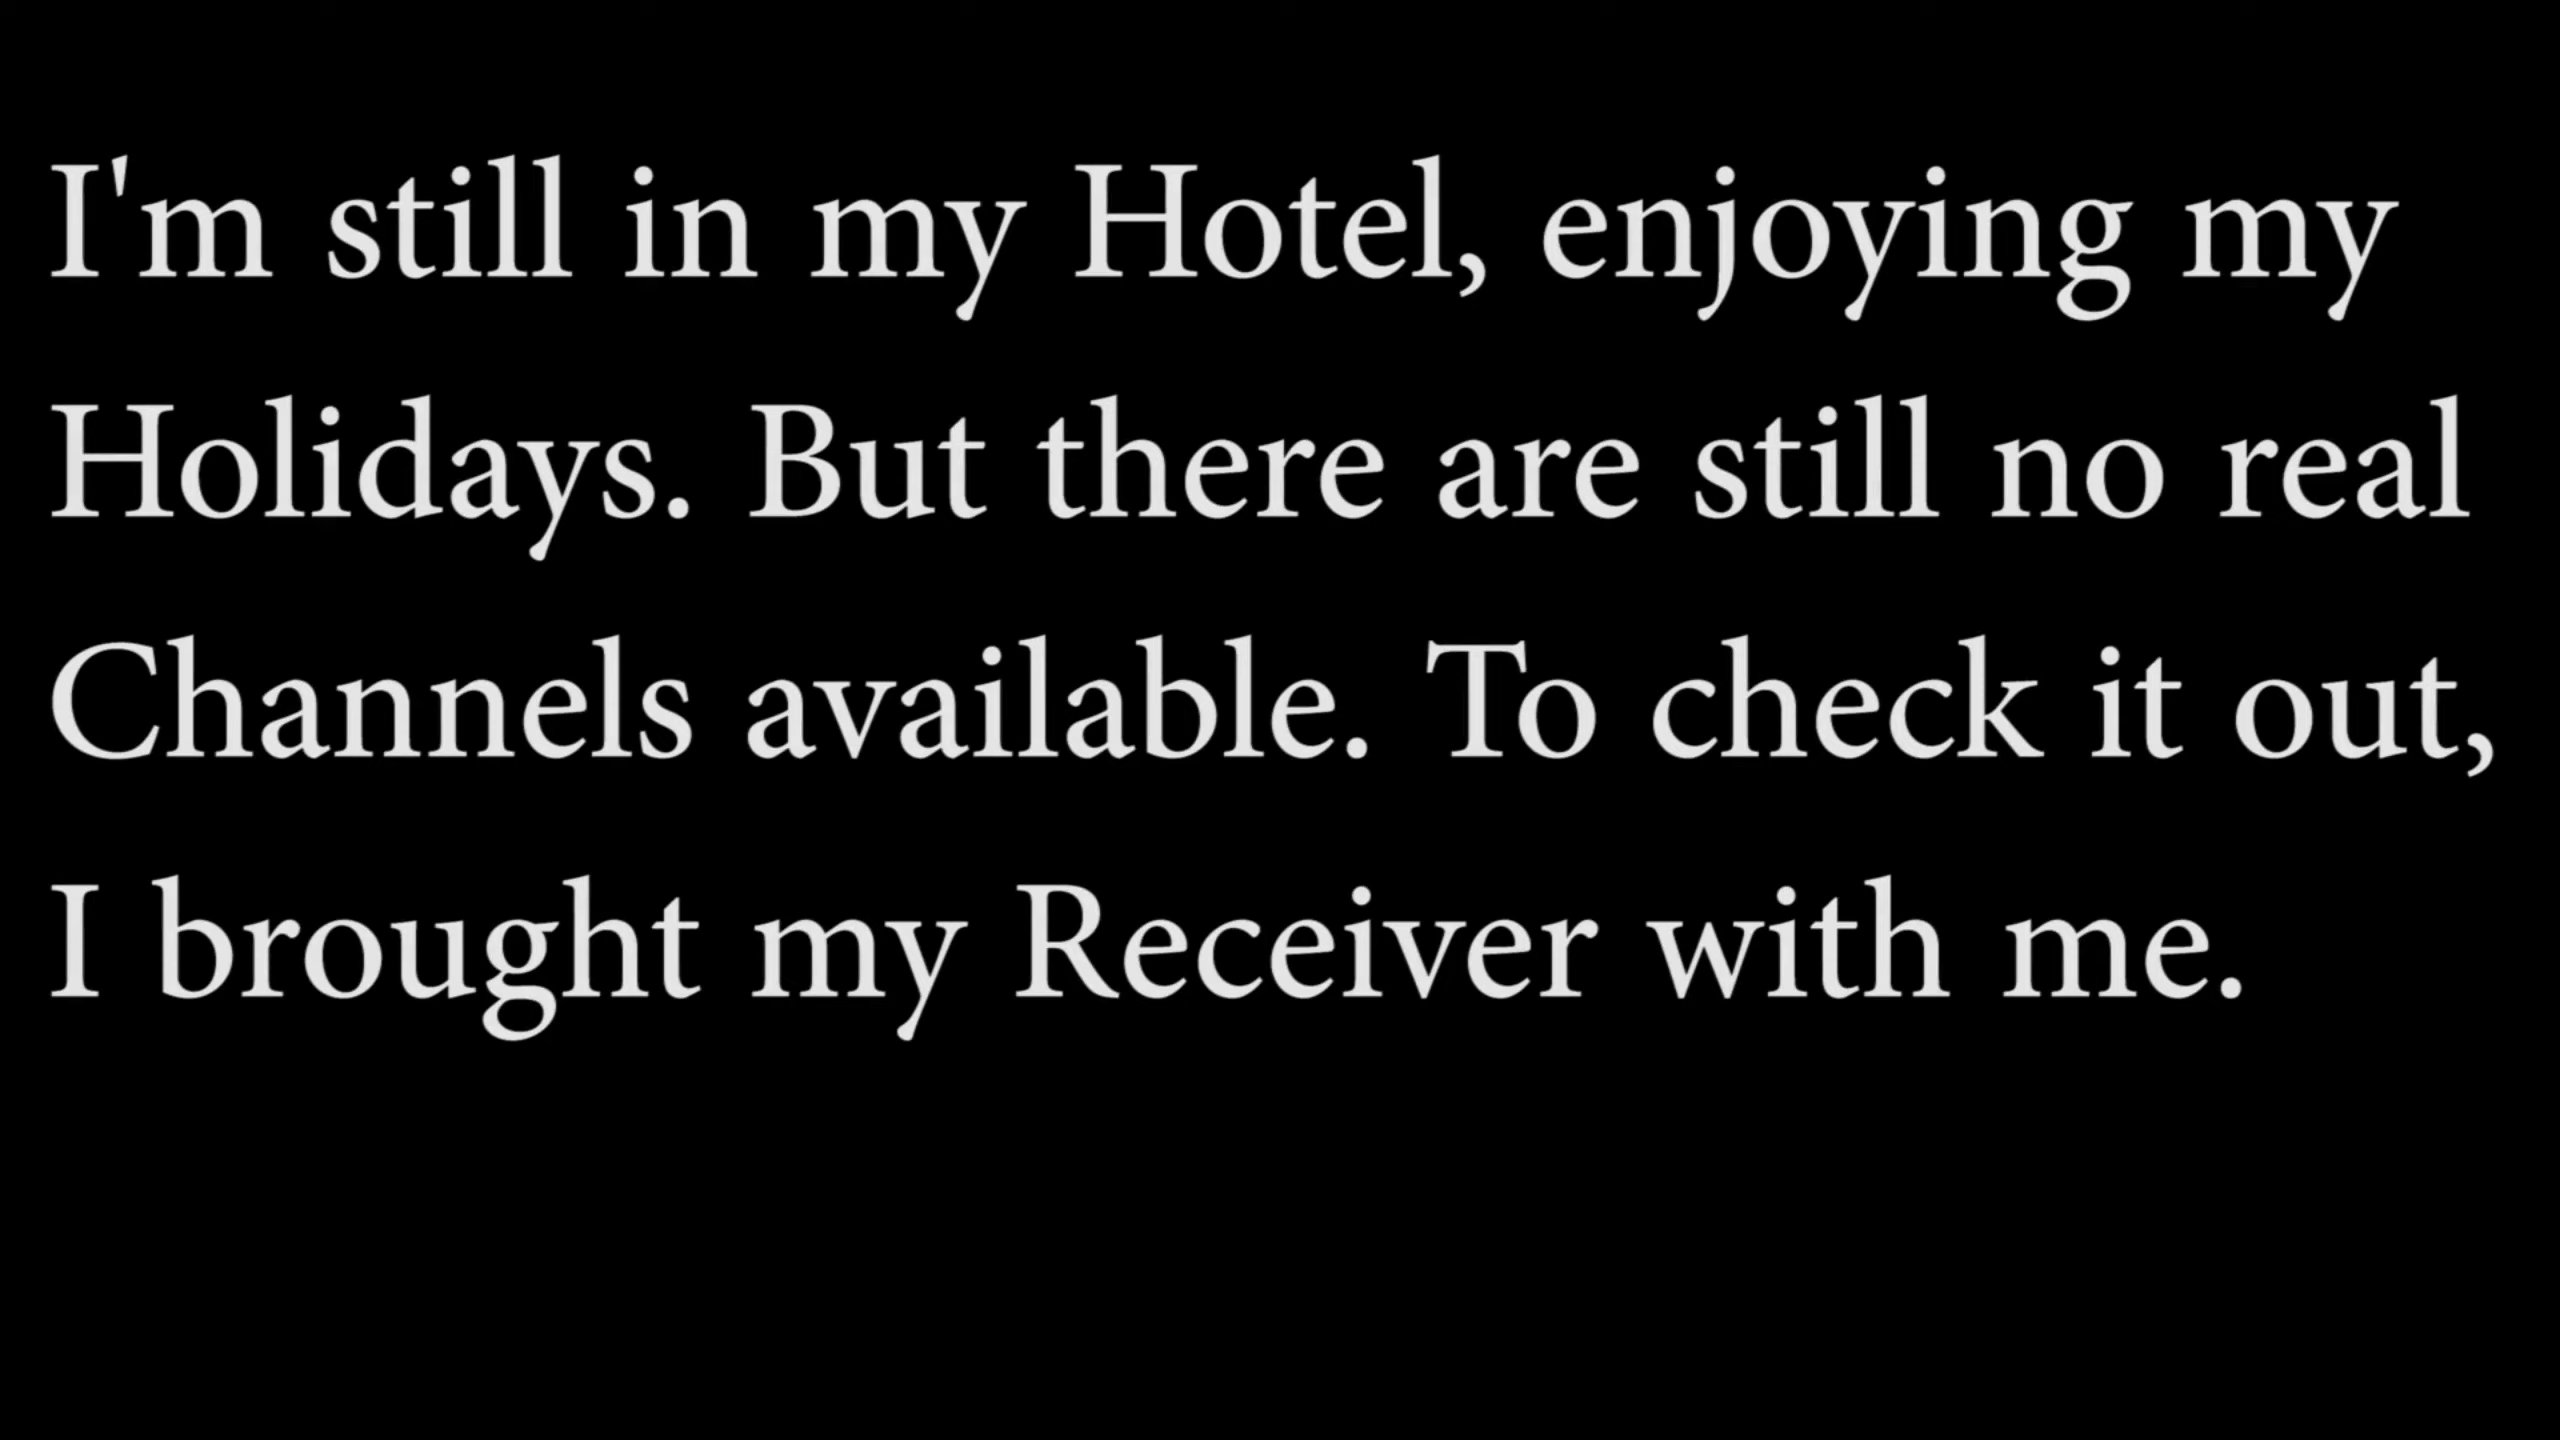 I'm still in my Hotel, enjoying my
Holidays. But there are still no real
Channels available. To check it out,
I brought my Receiver with me.